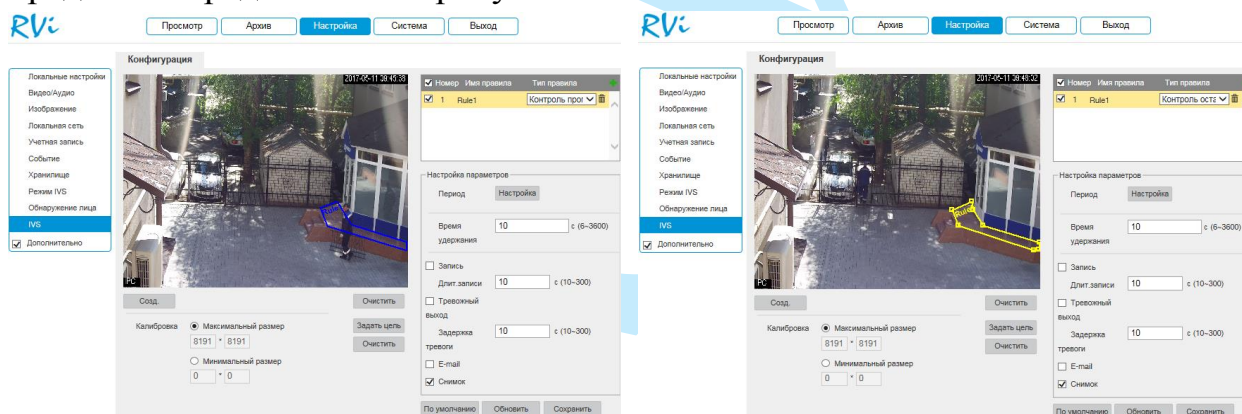 RVi
Просмотр Архив Настройка Система Выход
Конфигурация
Локальные настройки
Видео/Аудио
Изображение
Локальная сеть
Учетная запись
Событие
Хранилище
Режим IVS
Обнаружение лица
IVS
Дополнительно
PC
Номер Имя правила Тип правила
1 Rule1 Контроль прог
Настройка параметров
Период Настройка
Время 10 с (6~3600)
удержания
Запись
Длит.записи 10 с (10~300)
Тревожный
выход
Задержка 10 с (10~300)
тревоги
E-mail
Снимок
По умолчанию Обновить Сохранить
Созд. Очистить
Калибровка Максимальный размер Задать цель
8191 * 8191 Очистить
Минимальный размер
0 * 0
RVi
Просмотр Архив Настройка Система Выход
Конфигурация
Локальные настройки
Видео/Аудио
Изображение
Локальная сеть
Учетная запись
Событие
Хранилище
Режим IVS
Обнаружение лица
IVS
Дополнительно
PC
Номер Имя правила Тип правила
1 Rule1 Контроль оста
Настройка параметров
Период Настройка
Время 10 с (6~3600)
удержания
Запись
Длит.записи 10 с (10~300)
Тревожный
выход
Задержка 10 с (10~300)
тревоги
E-mail
Снимок
По умолчанию Обновить Сохранить
Созд. Очистить
Калибровка Максимальный размер Задать цель
8191 * 8191 Очистить
Минимальный размер
0 * 0